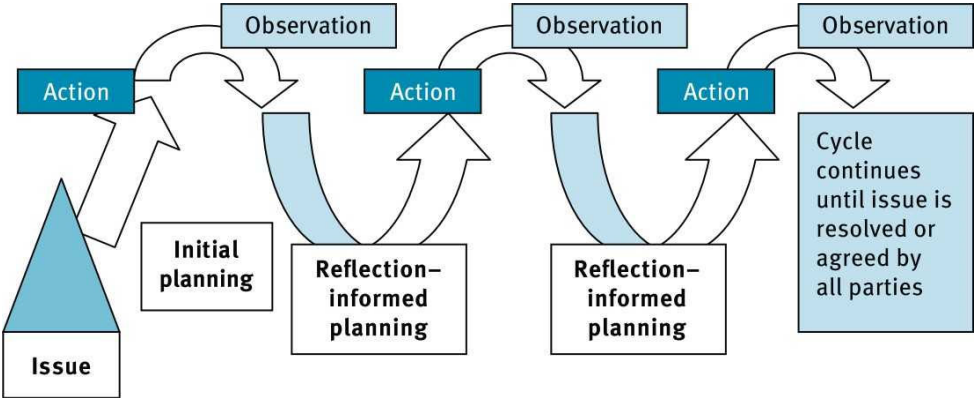 Issue
Initial
planning
Action
Observation
Reflection–
informed
planning
Action
Observation
Reflection–
informed
planning
Action
Observation
Cycle
continues
until issue is
resolved or
agreed by
all parties